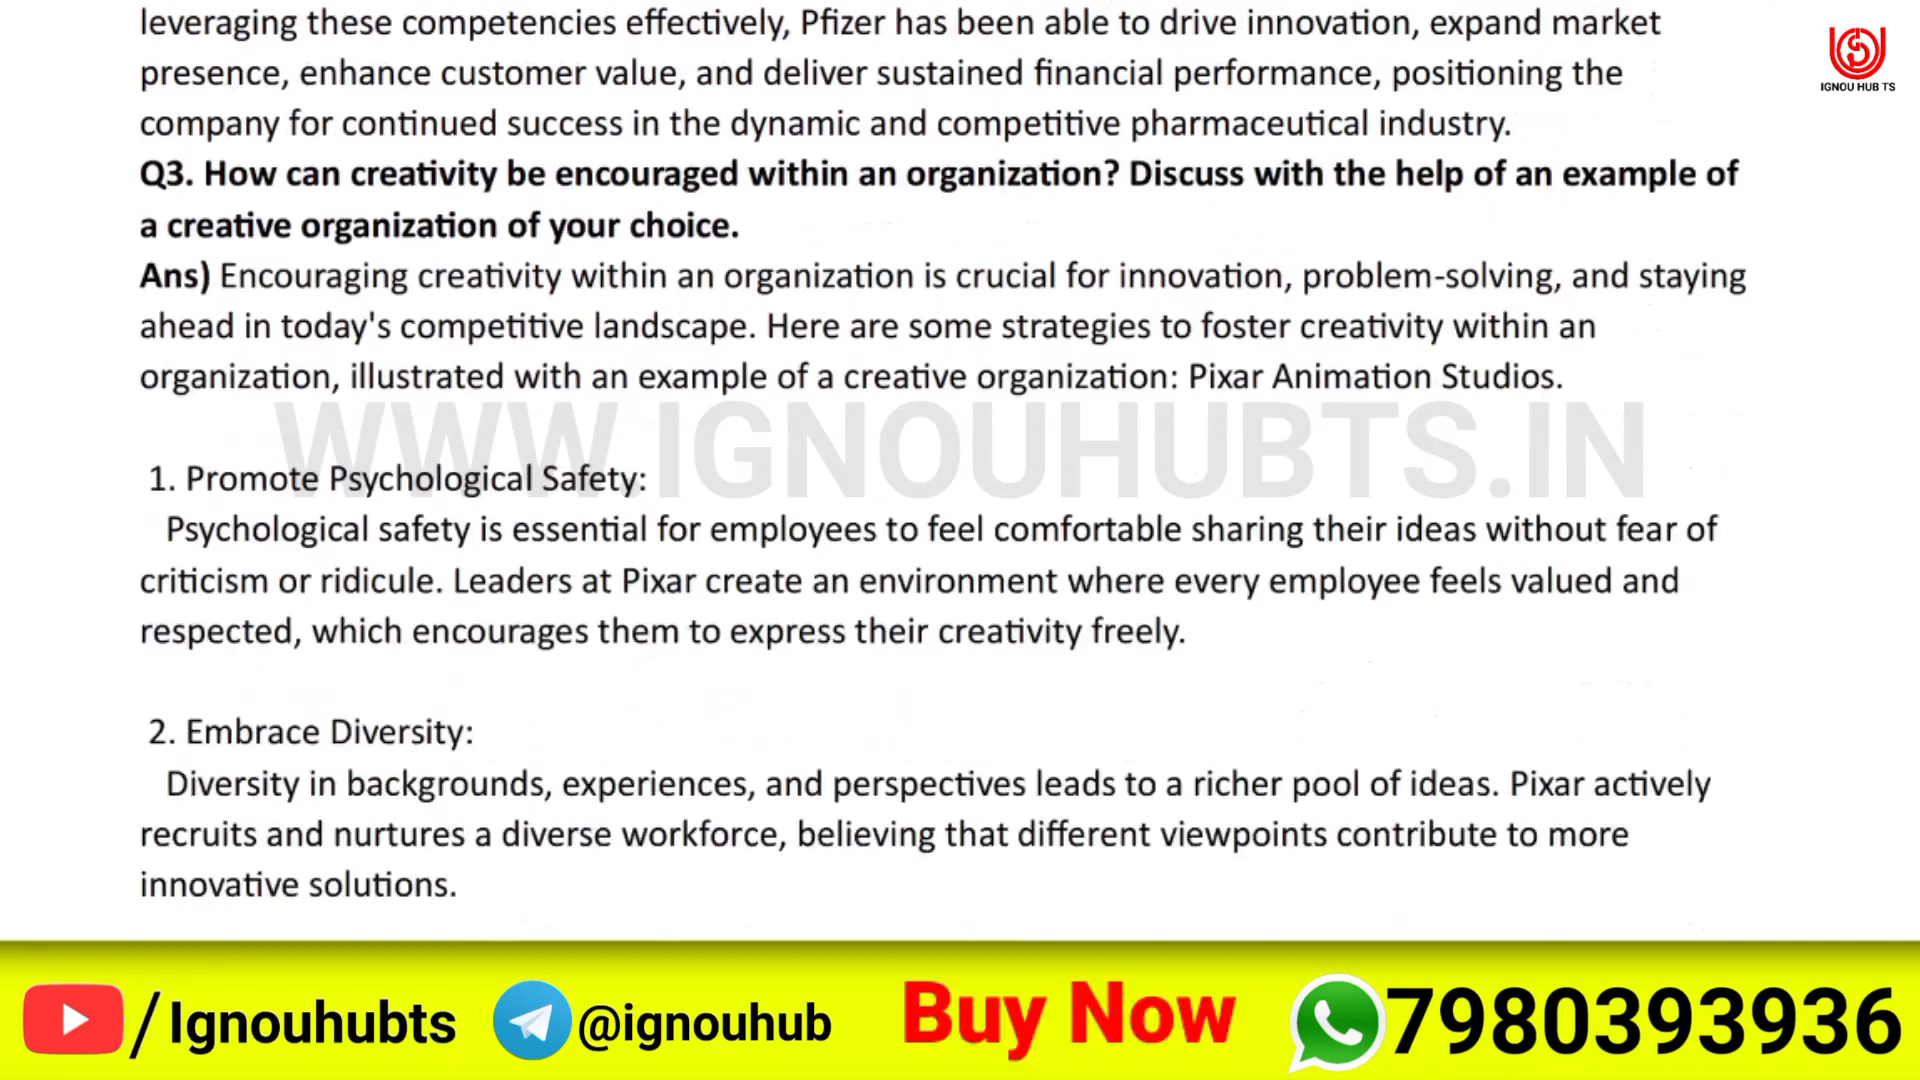 leveraging these competencies effectively, Pfizer has been able to drive innovation, expand market
presence, enhance customer value, and deliver sustained financial performance, positioning the
company for continued success in the dynamic and competitive pharmaceutical industry.
IGNOU HUB TS
Q3. How can creativity be encouraged within an organization? Discuss with the help of an example of
a creative organization of your choice.
Ans) Encouraging creativity within an organization is crucial for innovation, problem-solving, and staying
ahead in today's competitive landscape. Here are some strategies to foster creativity within an
organization, illustrated with an example of a creative organization: Pixar Animation Studios.
WWW.IGNOUHUBTS.IN
1. Promote Psychological Safety:
Psychological safety is essential for employees to feel comfortable sharing their ideas without fear of
criticism or ridicule. Leaders at Pixar create an environment where every employee feels valued and
respected, which encourages them to express their creativity freely.
2. Embrace Diversity:
Diversity in backgrounds, experiences, and perspectives leads to a richer pool of ideas. Pixar actively
recruits and nurtures a diverse workforce, believing that different viewpoints contribute to more
innovative solutions.
/Ignouhubts @ignouhub Buy Now 7980393936